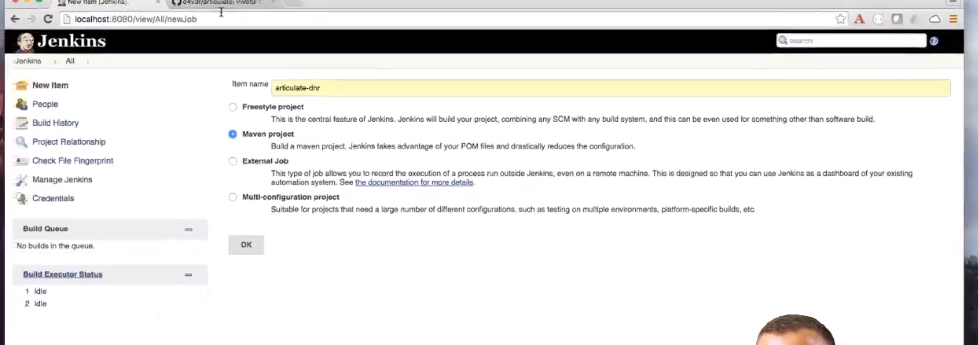 New Item [Jenkins]
localhost:8080/view/All/newJob
Jenkins
search
Jenkins
All
New Item
People
Build History
Project Relationship
Check File Fingerprint
Manage Jenkins
Credentials
Build Queue
No builds in the queue.
Build Executor Status
1 Idle
2 Idle
Item name
articulate-dnr
Freestyle project
This is the central feature of Jenkins. Jenkins will build your project, combining any SCM with any build system, and this can be even used for something other than software build.
Maven project
Build a maven project. Jenkins takes advantage of your POM files and drastically reduces the configuration.
External Job
This type of job allows you to record the execution of a process run outside Jenkins, even on a remote machine. This is designed so that you can use Jenkins as a dashboard of your existing
automation system. See the documentation for more details.
Multi-configuration project
Suitable for projects that need a large number of different configurations, such as testing on multiple environments, platform-specific builds, etc.
OK